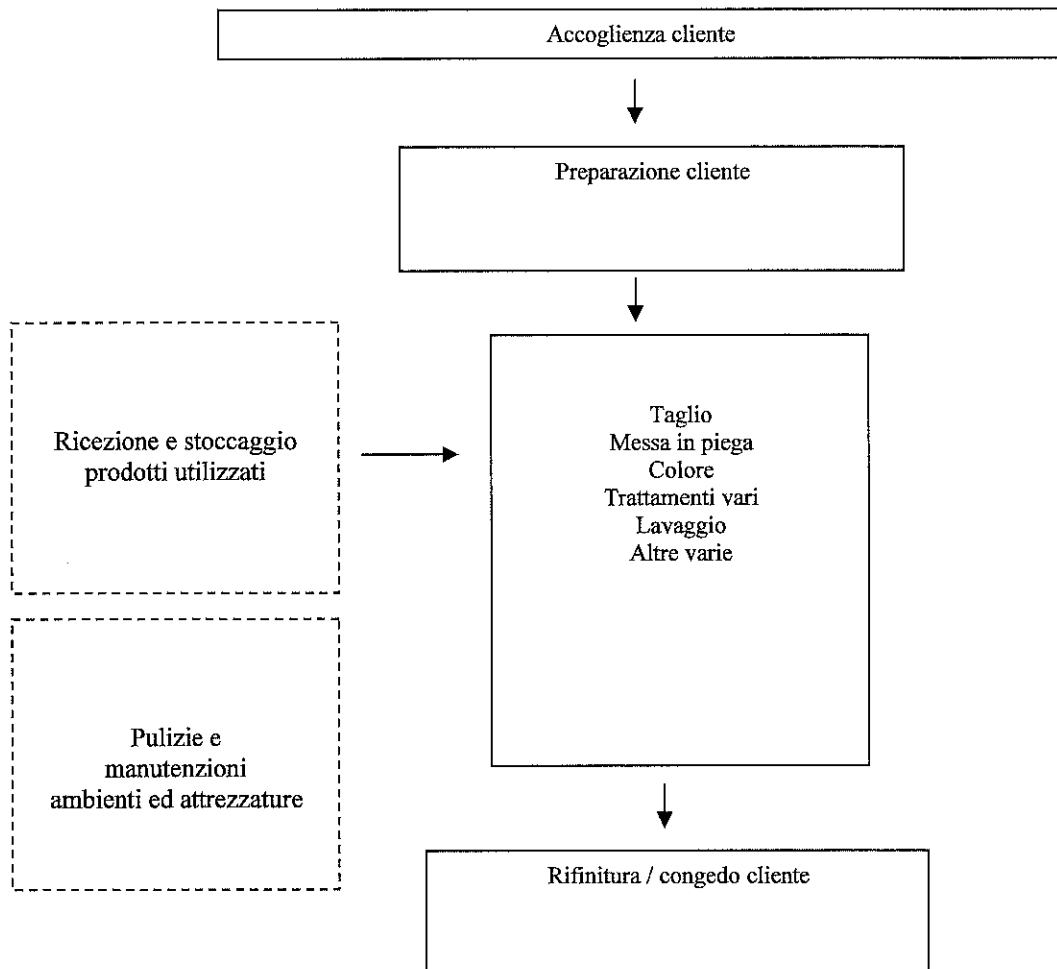 Accoglienza cliente
Preparazione cliente
Ricezione e stoccaggio
prodotti utilizzati
Taglio
Messa in piega
Colore
Trattamenti vari
Lavaggio
Altre varie
Pulizie e
manutenzioni
ambienti ed attrezzature
Rifinitura / congedo cliente